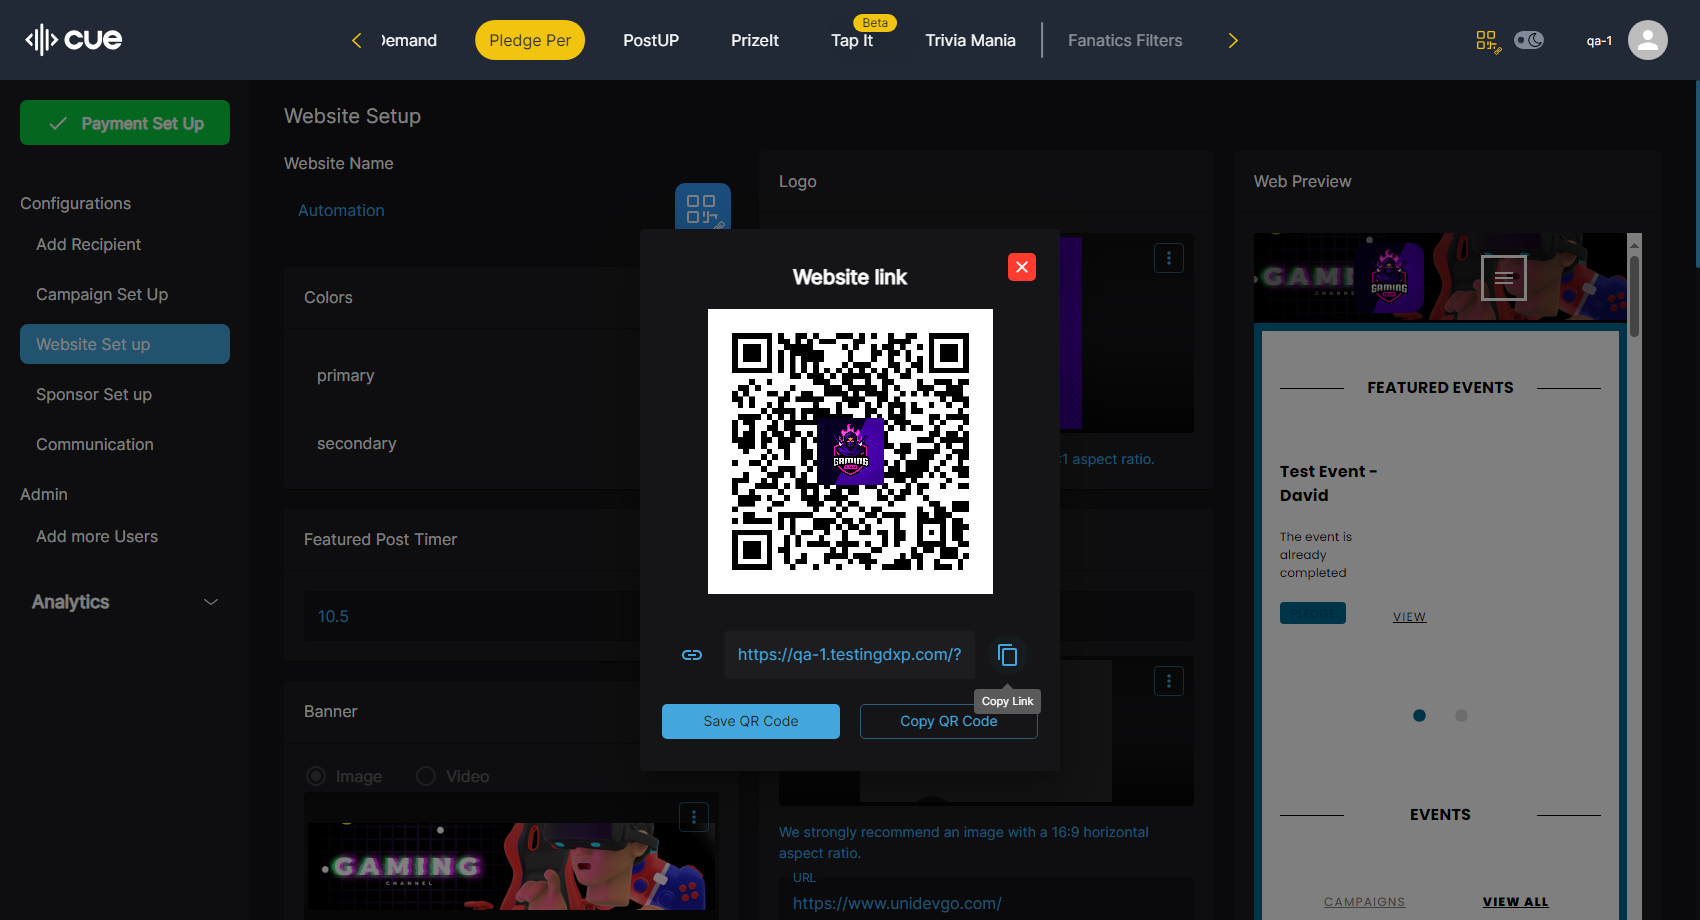 cue
Demand
Pledge Per
PostUP
PrizeIt
Beta
Tap It
Trivia Mania
Fanatics Filters
qa-1
Payment Set Up
Configurations
Add Recipient
Campaign Set Up
Website Set up
Sponsor Set up
Communication
Admin
Add more Users
Analytics
Website Setup
Website Name
Automation
Colors
primary
secondary
Featured Post Timer
10.5
Banner
Image
Video
GAMING
CHANNEL
Logo
:1 aspect ratio.
We strongly recommend an image with a 16:9 horizontal
aspect ratio.
URL
https://www.unidevgo.com/
Website link
GAMING
https://qa-1.testingdxp.com/?
Copy Link
Save QR Code
Copy QR Code
Web Preview
GAMING
CHANNEL
GAMING
FEATURED EVENTS
Test Event -
David
The event is
already
completed
PLEDGE
VIEW
EVENTS
CAMPAIGNS
VIEW ALL